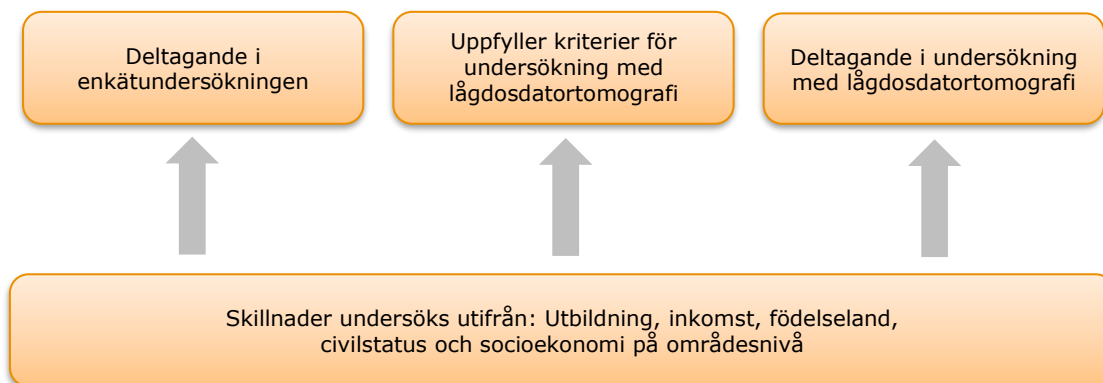 Deltagande i
enkätundersökningen
Uppfyller kriterier för
undersökning med
lågdosdatortomografi
Deltagande i undersökning
med lågdosdatortomografi
Skillnader undersöks utifrån: Utbildning, inkomst, födelseland,
civilstatus och socioekonomi på områdesnivå